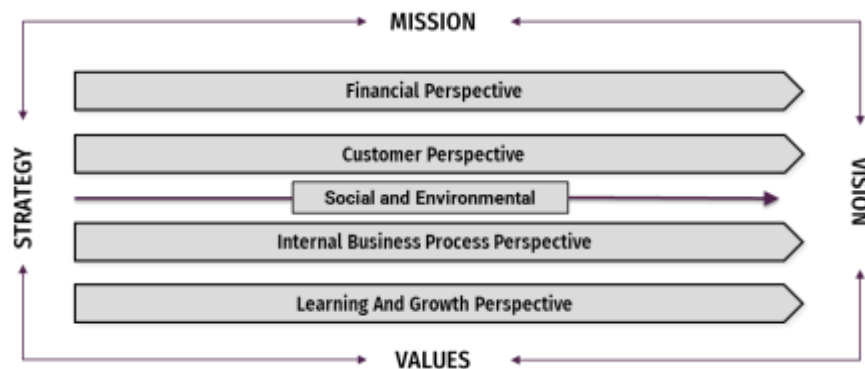 MISSION
Financial Perspective
Customer Perspective
STRATEGY
VISION
Social and Environmental
Internal Business Process Perspective
Learning And Growth Perspective
VALUES